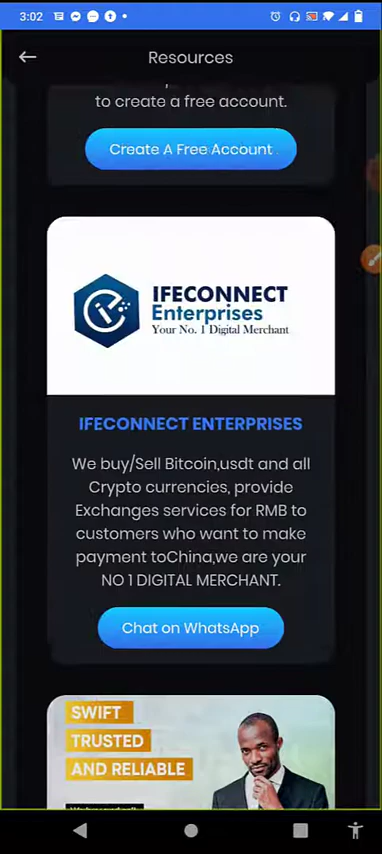 3:02
Resources
to create a free account.
Create A Free Account
IFECONNECT
Enterprises
Your No. 1 Digital Merchant
IFECONNECT ENTERPRISES
We buy/Sell Bitcoin,usdt and all
Crypto currencies, provide
Exchanges services for RMB to
customers who want to make
payment toChina,we are your
NO 1 DIGITAL MERCHANT.
Chat on WhatsApp
SWIFT
TRUSTED
AND RELIABLE